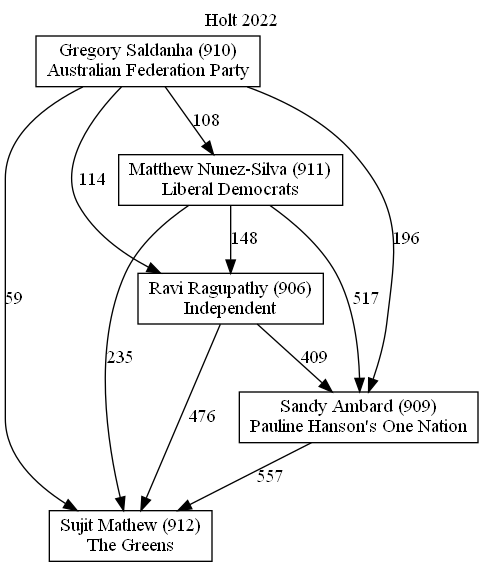 Holt 2022
Gregory Saldanha (910)
Australian Federation Party
108
Matthew Nunez-Silva (911)
Liberal Democrats
114
148
196
Ravi Ragupathy (906)
Independent
59
235
517
409
476
Sandy Ambard (909)
Pauline Hanson's One Nation
557
Sujit Mathew (912)
The Greens